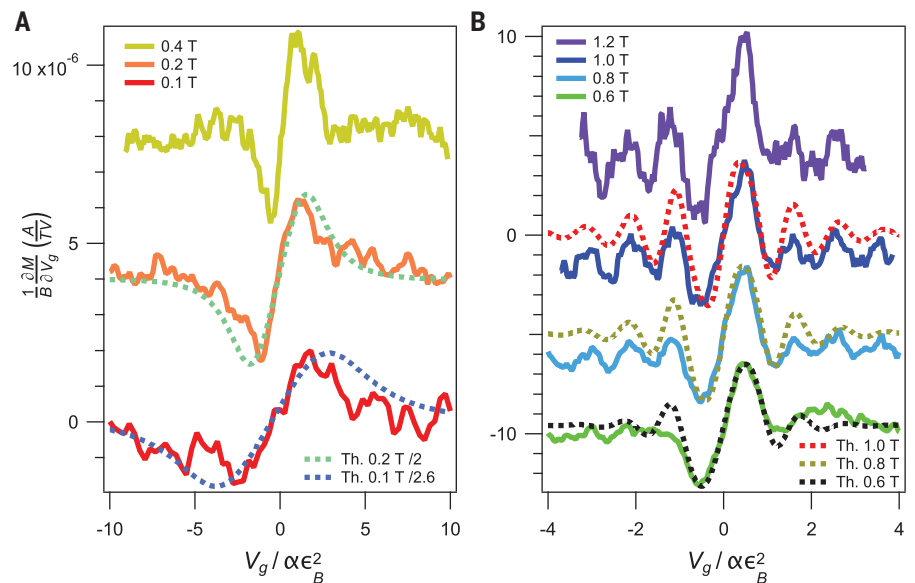 A
0.4 T
0.2 T
0.1 T
10 x10⁻⁶
5
0
1/B ∂M/∂V_g (A/TV)
Th. 0.2 T /2
Th. 0.1 T /2.6
-10 -5 0 5 10
V_g / αϵ_B²
B
1.2 T
1.0 T
0.8 T
0.6 T
10
0
-10
Th. 1.0 T
Th. 0.8 T
Th. 0.6 T
-4 -2 0 2 4
V_g / αϵ_B²